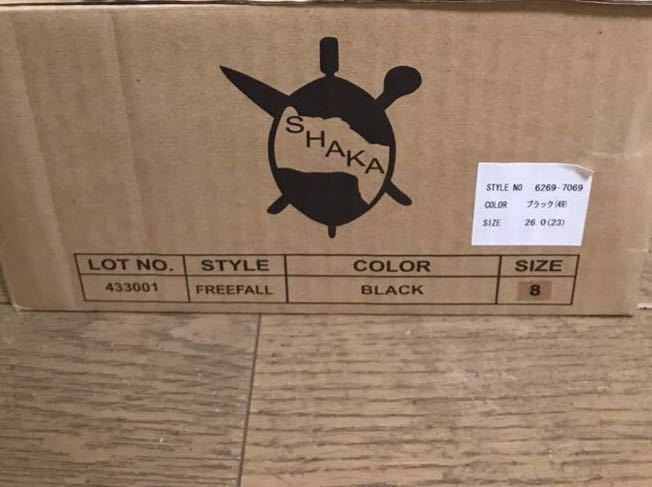 SHAKA
STYLE NO 6269-7069
COLOR ブラック(49)
SIZE 26.0(23)
LOT NO. STYLE COLOR SIZE
433001 FREEFALL BLACK 8